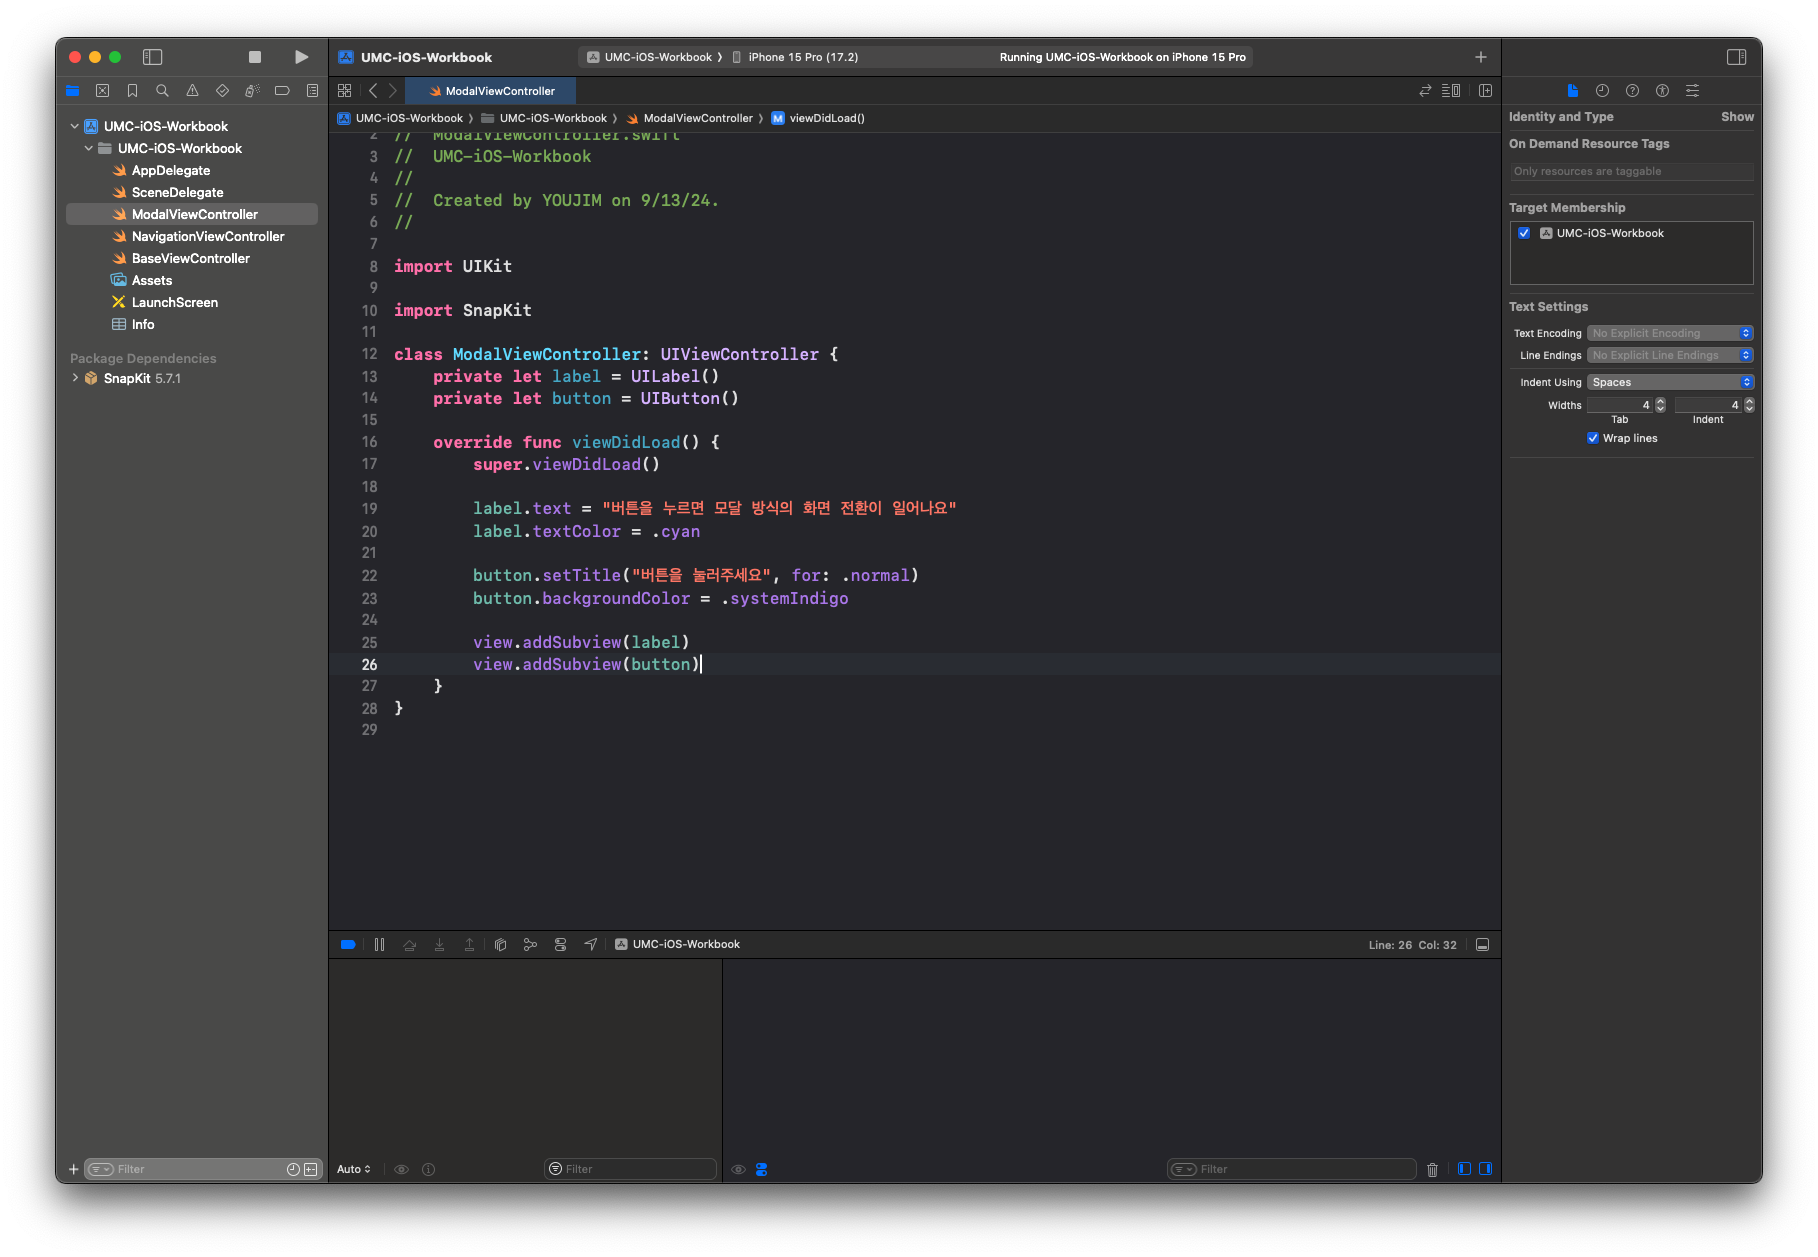 UMC-iOS-Workbook
UMC-iOS-Workbook 〉 iPhone 15 Pro (17.2)
Running UMC-iOS-Workbook on iPhone 15 Pro
UMC-iOS-Workbook
UMC-iOS-Workbook
AppDelegate
SceneDelegate
ModalViewController
NavigationViewController
BaseViewController
Assets
LaunchScreen
Info
Package Dependencies
SnapKit 5.7.1
Filter
ModalViewController
UMC-iOS-Workbook 〉 UMC-iOS-Workbook 〉 ModalViewController 〉 M viewDidLoad()
2 // ModalViewController.swift
3 // UMC-iOS-Workbook
4 //
5 // Created by YOUJIM on 9/13/24.
6 //
7
8 import UIKit
9
10 import SnapKit
11
12 class ModalViewController: UIViewController {
13 private let label = UILabel()
14 private let button = UIButton()
15
16 override func viewDidLoad() {
17 super.viewDidLoad()
18
19 label.text = "버튼을 누르면 모달 방식의 화면 전환이 일어나요"
20 label.textColor = .cyan
21
22 button.setTitle("버튼을 눌러주세요", for: .normal)
23 button.backgroundColor = .systemIndigo
24
25 view.addSubview(label)
26 view.addSubview(button)
27 }
28 }
29
UMC-iOS-Workbook
Line: 26 Col: 32
Auto
Filter
Filter
Identity and Type Show
On Demand Resource Tags
Only resources are taggable
Target Membership
UMC-iOS-Workbook
Text Settings
Text Encoding No Explicit Encoding
Line Endings No Explicit Line Endings
Indent Using Spaces
Widths 4 4
Tab Indent
Wrap lines